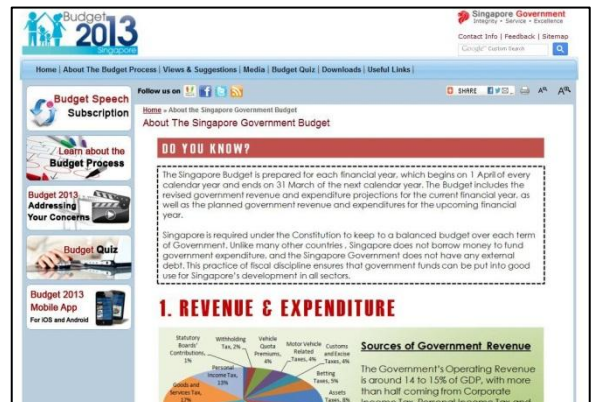 Budget
2013
Singapore
Singapore Government
Integrity • Service • Excellence
Contact Info | Feedback | Sitemap
Google™ Custom Search
Home | About The Budget Process | Views & Suggestions | Media | Budget Quiz | Downloads | Useful Links |
Follow us on
SHARE
Budget Speech
Subscription
Learn about the
Budget Process
Budget 2013
Addressing
Your Concerns
Budget Quiz
Budget 2013
Mobile App
For iOS and Android
Home » About the Singapore Government Budget
About The Singapore Government Budget
DO YOU KNOW?
The Singapore Budget is prepared for each financial year, which begins on 1 April of every
calendar year and ends on 31 March of the next calendar year. The Budget includes the
revised government revenue and expenditure projections for the current financial year, as
well as the planned government revenue and expenditures for the upcoming financial
year.
Singapore is required under the Constitution to keep to a balanced budget over each term
of Government. Unlike many other countries, Singapore does not borrow money to fund
government expenditure, and the Singapore Government does not have any external
debt. This practice of fiscal discipline ensures that government funds can be put into good
use for Singapore's development in all sectors.
1. REVENUE & EXPENDITURE
Statutory
Boards'
Contributions,
1%
Withholding
Tax, 2%
Vehicle
Quota
Premiums,
4%
Motor Vehicle
Related
Taxes, 4%
Customs
and Excise
Taxes, 4%
Betting
Taxes, 5%
Assets
Taxes, 8%
Personal
Income Tax,
13%
Goods and
Services Tax,
17%
Sources of Government Revenue
The Government's Operating Revenue
is around 14 to 15% of GDP, with more
than half coming from Corporate
Income Tax, Personal Income Tax and